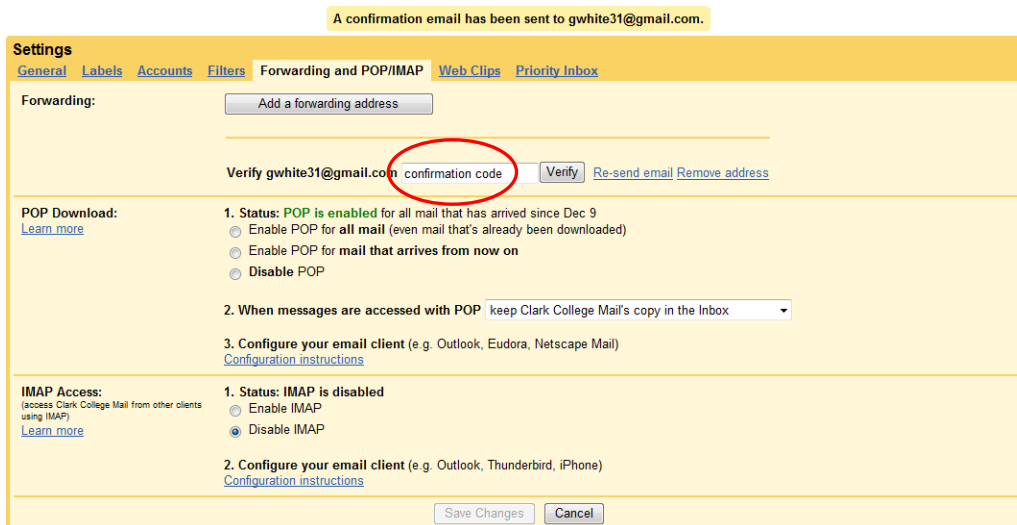 A confirmation email has been sent to gwhite31@gmail.com.
Settings
General Labels Accounts Filters Forwarding and POP/IMAP Web Clips Priority Inbox
Forwarding:
Add a forwarding address
Verify gwhite31@gmail.com confirmation code Verify Re-send email Remove address
POP Download:
Learn more
1. Status: POP is enabled for all mail that has arrived since Dec 9
Enable POP for all mail (even mail that's already been downloaded)
Enable POP for mail that arrives from now on
Disable POP
2. When messages are accessed with POP keep Clark College Mail's copy in the Inbox
3. Configure your email client (e.g. Outlook, Eudora, Netscape Mail)
Configuration instructions
IMAP Access:
(access Clark College Mail from other clients
using IMAP)
Learn more
1. Status: IMAP is disabled
Enable IMAP
Disable IMAP
2. Configure your email client (e.g. Outlook, Thunderbird, iPhone)
Configuration instructions
Save Changes Cancel